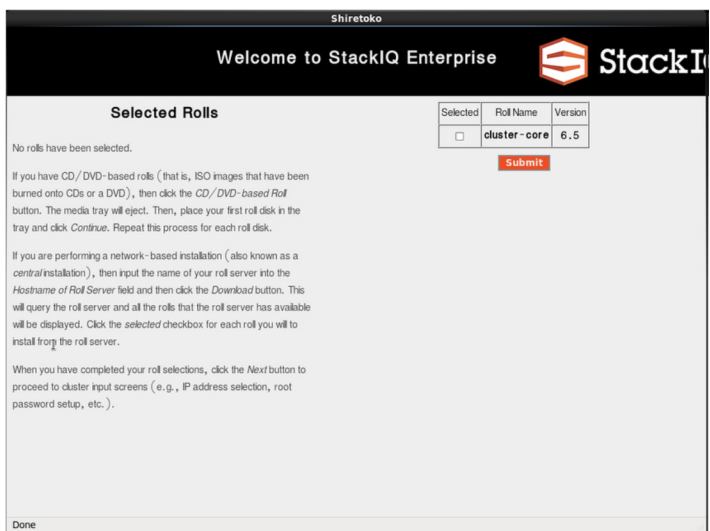 Shiretoko
Welcome to StackIQ Enterprise
StackI
Selected Rolls
No rolls have been selected.
If you have CD/DVD-based rolls (that is, ISO images that have been
burned onto CDs or a DVD), then click the CD/DVD-based Roll
button. The media tray will eject. Then, place your first roll disk in the
tray and click Continue. Repeat this process for each roll disk.
If you are performing a network-based installation (also known as a
central installation), then input the name of your roll server into the
Hostname of Roll Server field and then click the Download button. This
will query the roll server and all the rolls that the roll server has available
will be displayed. Click the selected checkbox for each roll you will to
install from the roll server.
When you have completed your roll selections, click the Next button to
proceed to cluster input screens (e.g., IP address selection, root
password setup, etc.).
Selected Roll Name Version
cluster-core 6.5
Submit
Done